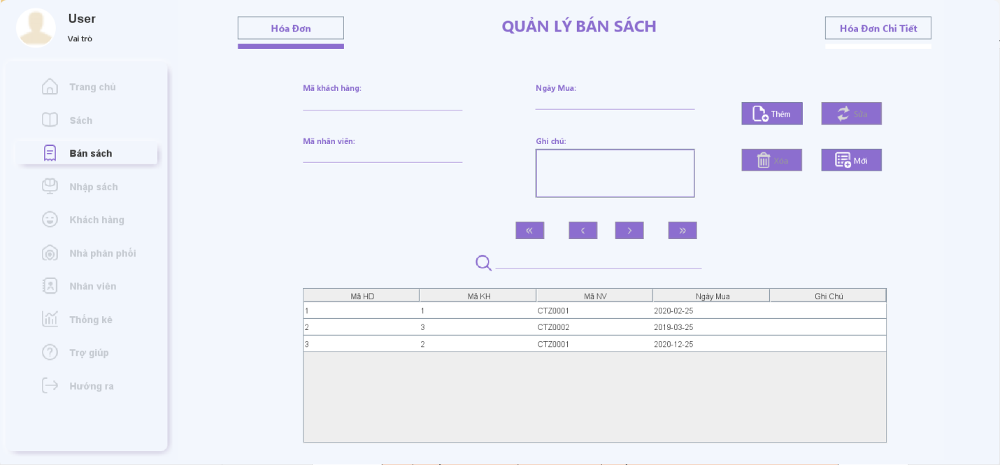 User
Vai trò
Trang chủ
Sách
Bán sách
Nhập sách
Khách hàng
Nhà phân phối
Nhân viên
Thống kê
Trợ giúp
Hướng ra
Hóa Đơn
QUẢN LÝ BÁN SÁCH
Hóa Đơn Chi Tiết
Mã khách hàng:
Ngày Mua:
Mã nhân viên:
Ghi chú:
Thêm
Sửa
Xóa
Mới
« ‹ › »
Mã HD Mã KH Mã NV Ngày Mua Ghi Chú
1 1 CTZ0001 2020-02-25
2 3 CTZ0002 2019-03-25
3 2 CTZ0001 2020-12-25